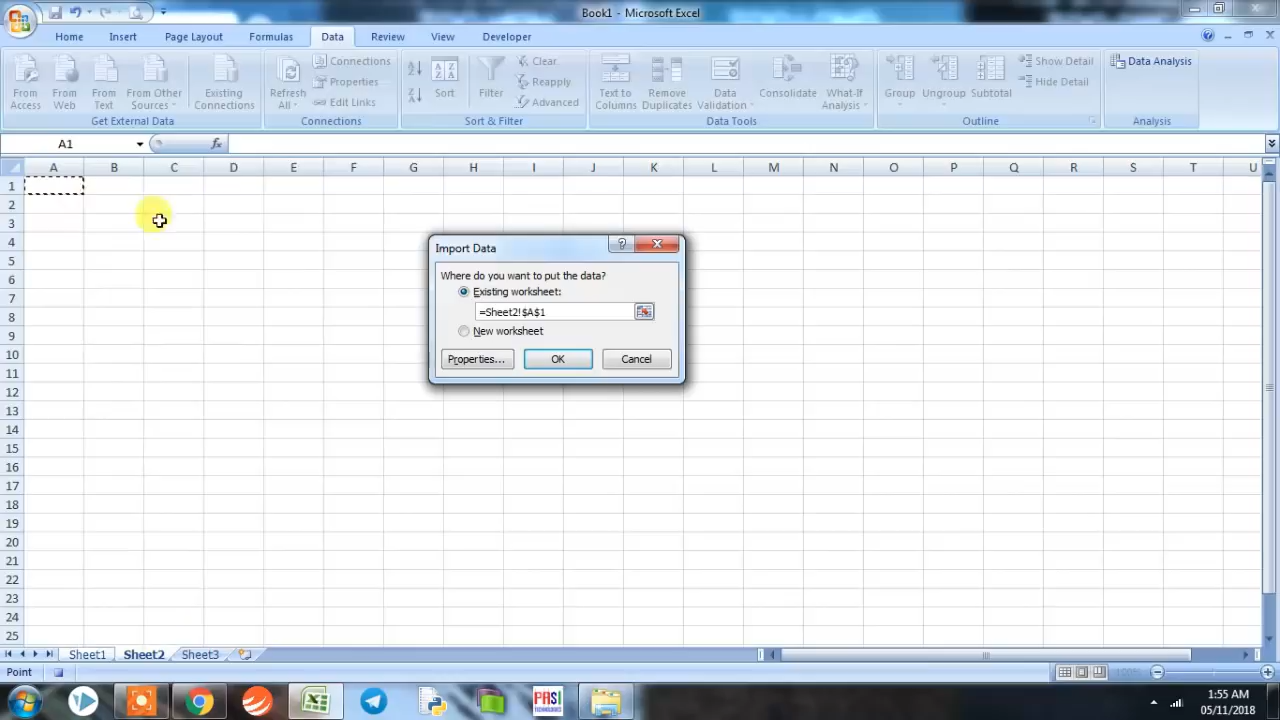 Book1 - Microsoft Excel
Home Insert Page Layout Formulas Data Review View Developer
From Access
From Web
From Text
From Other Sources
Existing Connections
Get External Data
Refresh All
Connections
Properties
Edit Links
Connections
Sort
Filter
Clear
Reapply
Advanced
Sort & Filter
Text to Columns
Remove Duplicates
Data Validation
Consolidate
What-If Analysis
Data Tools
Group
Ungroup
Subtotal
Show Detail
Hide Detail
Outline
Data Analysis
Analysis
A1 fx
A B C D E F G H I J K L M N O P Q R S T U
1
2
3
4
5
6
7
8
9
10
11
12
13
14
15
16
17
18
19
20
21
22
23
24
25
Import Data
Where do you want to put the data?
Existing worksheet:
=Sheet2!$A$1
New worksheet
Properties... OK Cancel
Sheet1 Sheet2 Sheet3
Point 100%
PASI
TECHNOLOGIES
1:55 AM
05/11/2018